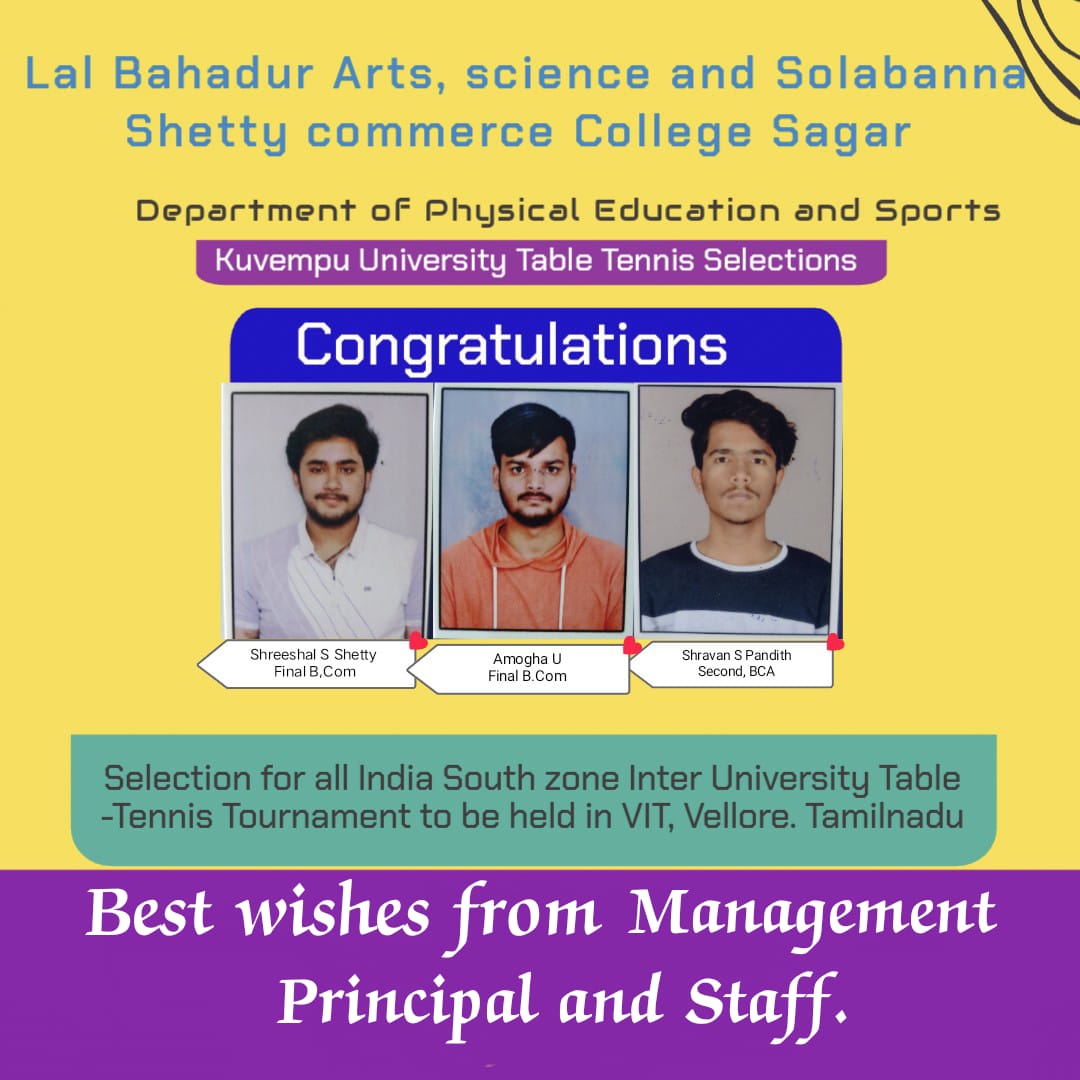 Lal Bahadur Arts, science and Solabanna
Shetty commerce College Sagar
Department of Physical Education and Sports
Kuvempu University Table Tennis Selections
Congratulations
Shreeshal S Shetty
Final B,Com
Amogha U
Final B.Com
Shravan S Pandith
Second, BCA
Selection for all India South zone Inter University Table
-Tennis Tournament to be held in VIT, Vellore. Tamilnadu
Best wishes from Management
Principal and Staff.